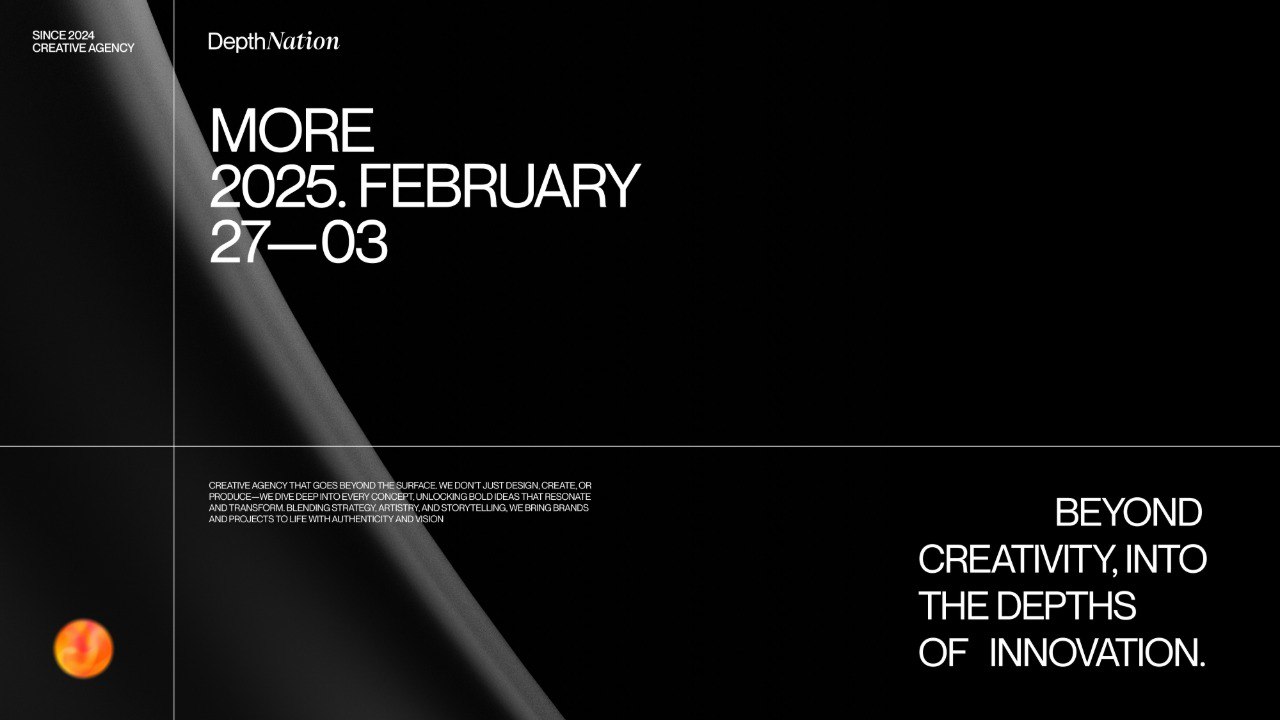 SINCE 2024
CREATIVE AGENCY
DepthNation
MORE
2025. FEBRUARY
27—03
CREATIVE AGENCY THAT GOES BEYOND THE SURFACE. WE DON'T JUST DESIGN, CREATE, OR
PRODUCE—WE DIVE DEEP INTO EVERY CONCEPT, UNLOCKING BOLD IDEAS THAT RESONATE
AND TRANSFORM. BLENDING STRATEGY, ARTISTRY, AND STORYTELLING, WE BRING BRANDS
AND PROJECTS TO LIFE WITH AUTHENTICITY AND VISION
BEYOND
CREATIVITY, INTO
THE DEPTHS
OF INNOVATION.